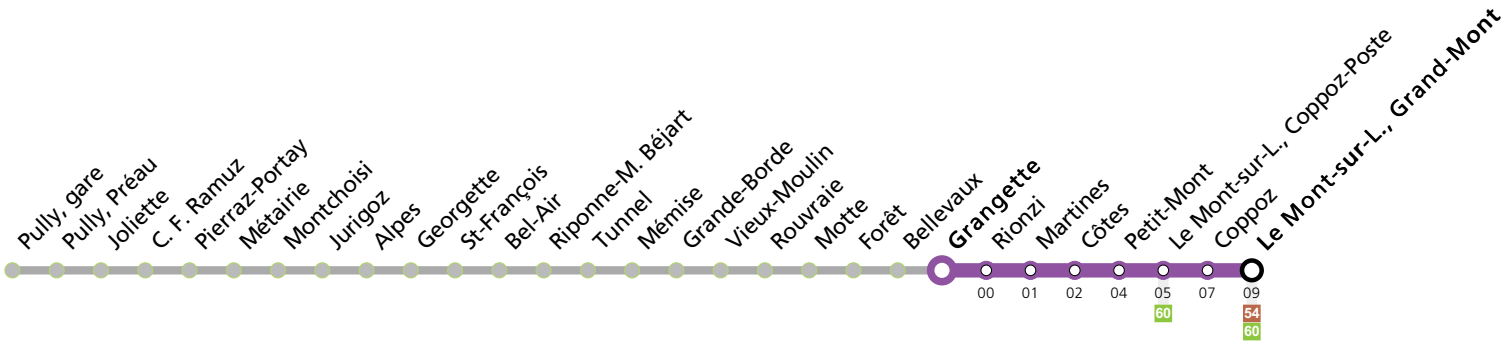 Pully, gare
Pully, Préau
Joliette
C. F. Ramuz
Pierraz-Portay
Métairie
Montchoisi
Jurigoz
Alpes
Georgette
St-François
Bel-Air
Riponne-M. Béjart
Tunnel
Mémise
Grande-Borde
Vieux-Moulin
Rouvraie
Motte
Forêt
Bellevaux
Grangette
Rionzi
Martines
Côtes
Petit-Mont
Le Mont-sur-L., Coppoz-Poste
Coppoz
Le Mont-sur-L., Grand-Mont
00 01 02 04 05 07 09
60 54
60